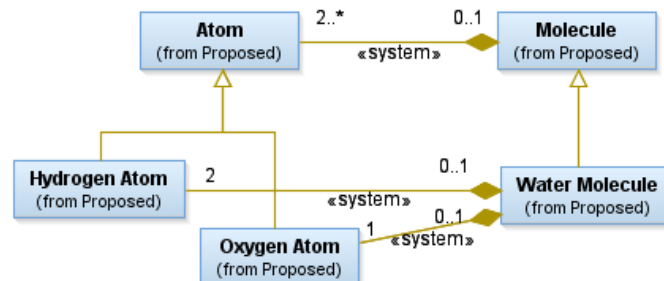 Atom
(from Proposed)
2..*
0..1
«system»
Molecule
(from Proposed)
Hydrogen Atom
(from Proposed)
2
0..1
«system»
Water Molecule
(from Proposed)
Oxygen Atom
(from Proposed)
1
0..1
«system»